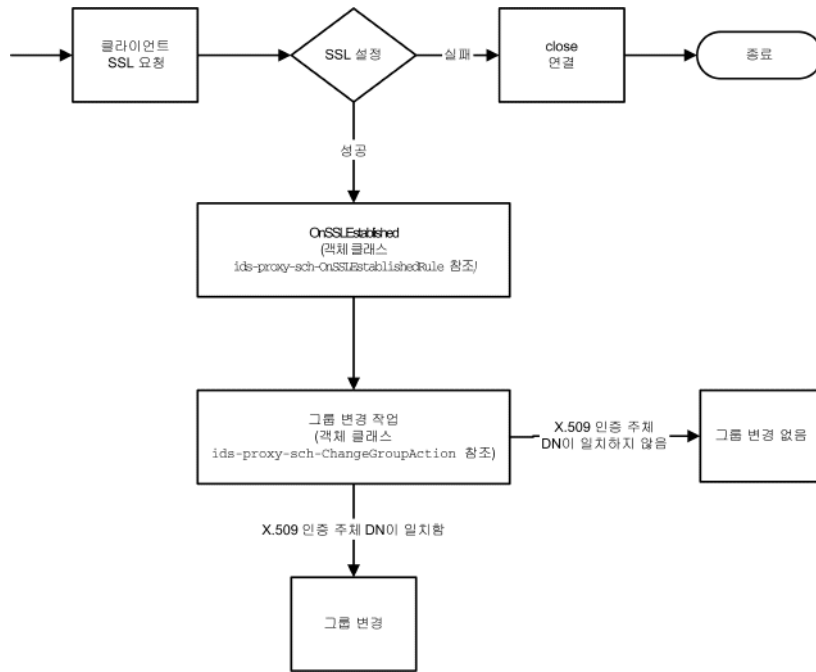 클라이언트
SSL 요청
SSL 설정
실패
close
연결
종료
성공
OnSSLEstablished
(객체 클래스
ids-proxy-sch-OnSSLEstablishedRule 참조)
그룹 변경 작업
(객체 클래스
ids-proxy-sch-ChangeGroupAction 참조)
X.509 인증 주체
DN이 일치하지 않음
그룹 변경 없음
X.509 인증 주체 DN이 일치함
그룹 변경